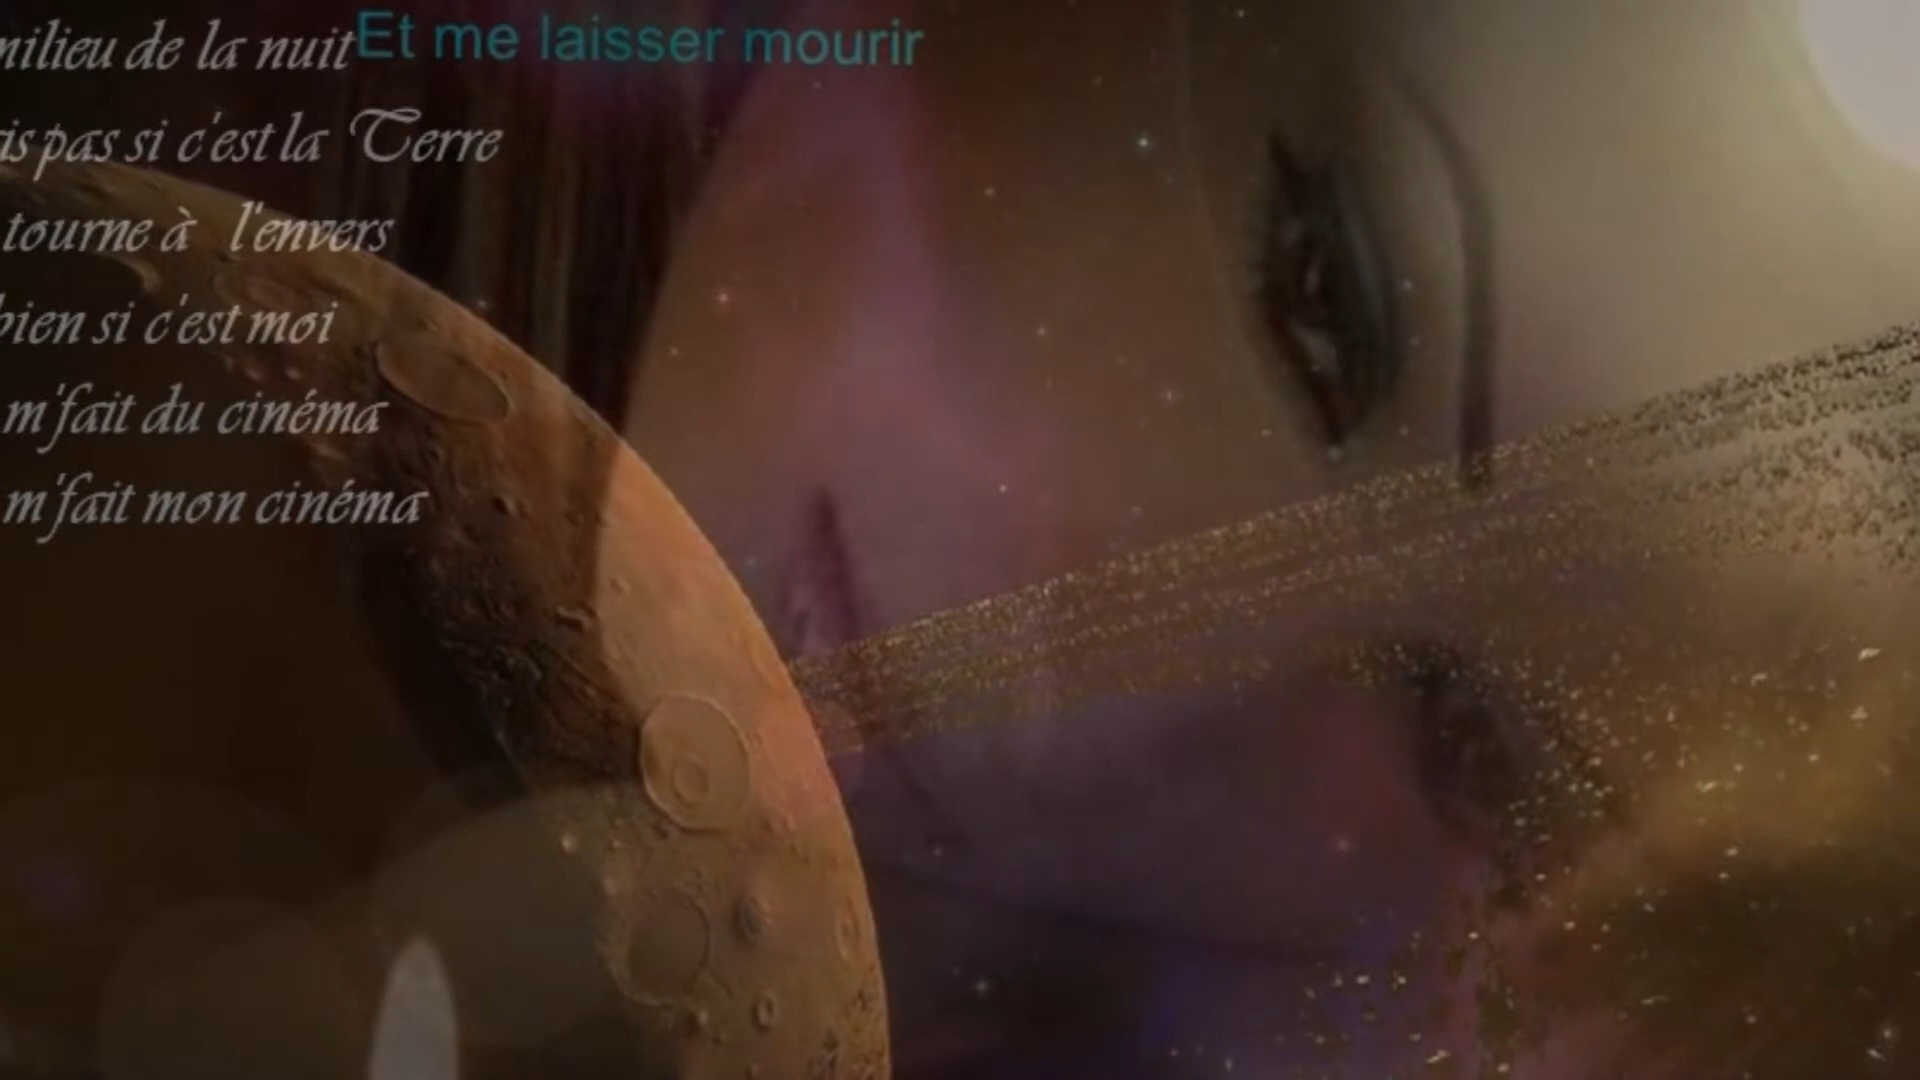 milieu de la nuit
Et me laisser mourir
pas si c'est la Terre
tourne à l'envers
bien si c'est moi
m'fait du cinéma
m'fait mon cinéma